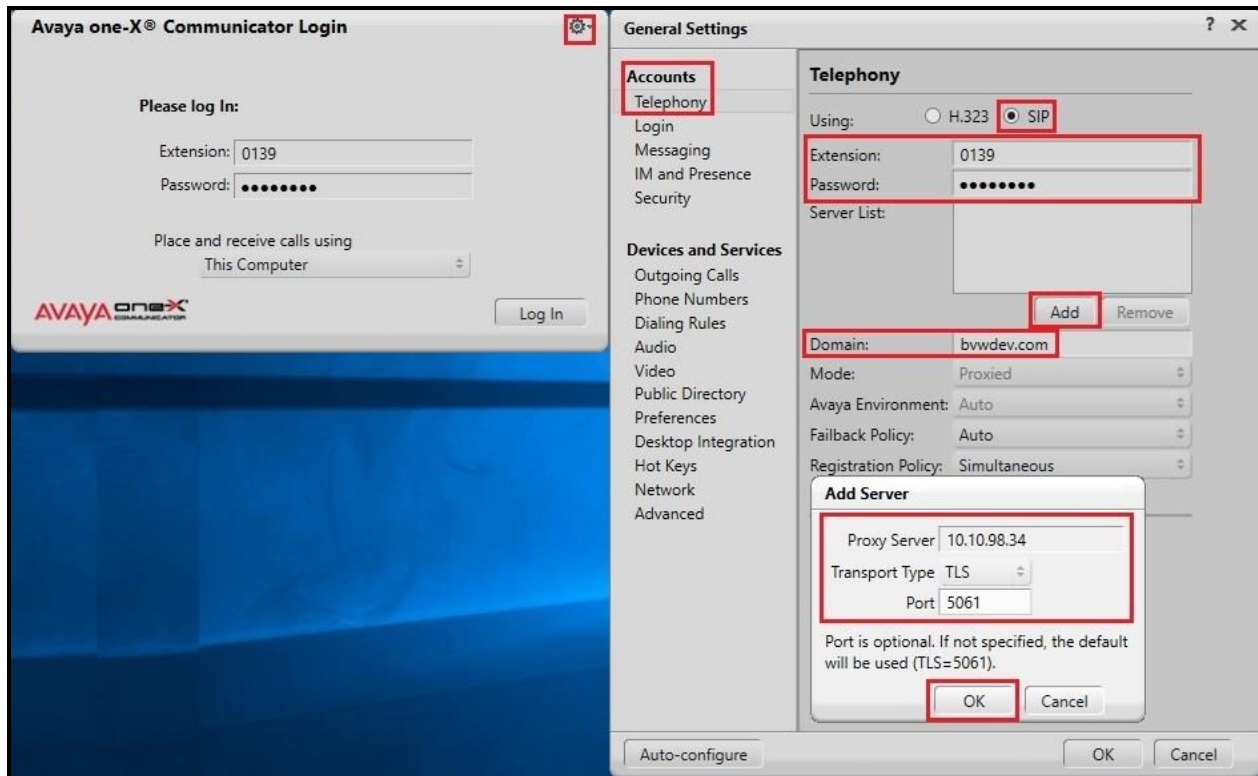 Avaya one-X® Communicator Login
Please log In:
Extension: 0139
Password: ●●●●●●●●
Place and receive calls using
This Computer
AVAYA one-X COMMUNICATOR
Log In
General Settings
? ×
Accounts
Telephony
Login
Messaging
IM and Presence
Security
Devices and Services
Outgoing Calls
Phone Numbers
Dialing Rules
Audio
Video
Public Directory
Preferences
Desktop Integration
Hot Keys
Network
Advanced
Telephony
Using: H.323 SIP
Extension: 0139
Password: ●●●●●●●●
Server List:
Add Remove
Domain: bvwdev.com
Mode: Proxied
Avaya Environment: Auto
Failback Policy: Auto
Registration Policy: Simultaneous
Add Server
Proxy Server 10.10.98.34
Transport Type TLS
Port 5061
Port is optional. If not specified, the default
will be used (TLS=5061).
OK Cancel
Auto-configure
OK Cancel